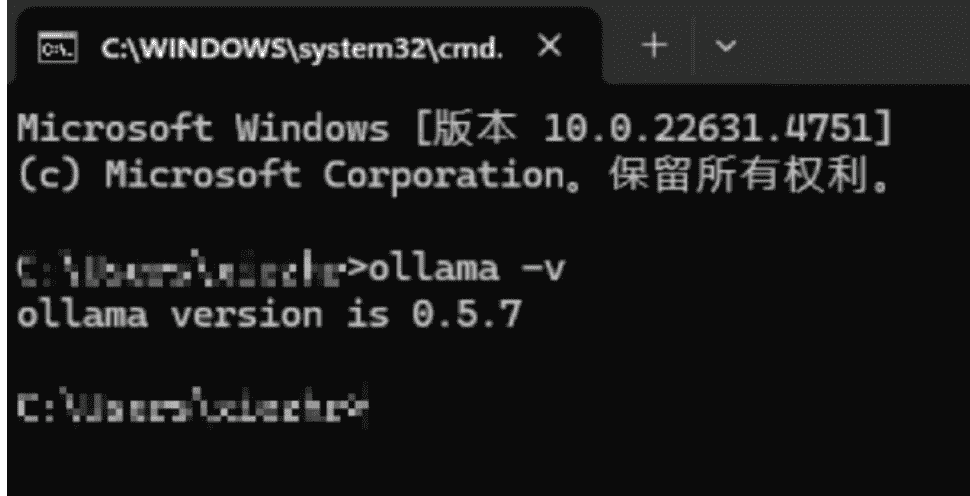 C:\WINDOWS\system32\cmd.
Microsoft Windows [版本 10.0.22631.4751]
(c) Microsoft Corporation。保留所有权利。
>ollama -v
ollama version is 0.5.7
C:\Users\